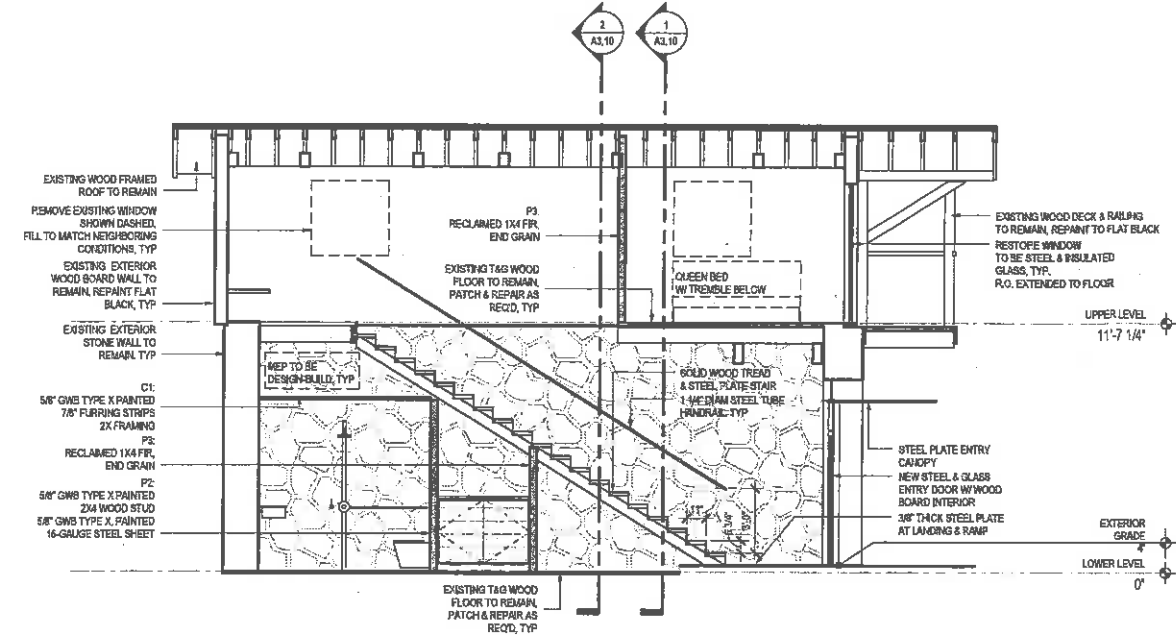 2
A3.10
1
A3.10
EXISTING WOOD FRAMED
ROOF TO REMAIN
REMOVE EXISTING WINDOW
SHOWN DASHED,
FILL TO MATCH NEIGHBORING
CONDITIONS, TYP
EXISTING EXTERIOR
WOOD BOARD WALL TO
REMAIN, REPAINT FLAT
BLACK, TYP
EXISTING EXTERIOR
STONE WALL TO
REMAIN, TYP
C1:
5/8" GWB TYPE X PAINTED
7/8" FURRING STRIPS
2X FRAMING
P3:
RECLAIMED 1X4 FIR,
END GRAIN
P2:
5/8" GWB TYPE X PAINTED
2X4 WOOD STUD
5/8" GWB TYPE X, PAINTED
16-GAUGE STEEL SHEET
P3:
RECLAIMED 1X4 FIR,
END GRAIN
EXISTING T&G WOOD
FLOOR TO REMAIN,
PATCH & REPAIR AS
REQ'D, TYP
QUEEN BED
W/ TREMBLE BELOW
MEP TO BE
DESIGN-BUILD, TYP
SOLID WOOD TREAD
& STEEL PLATE STAIR
1 1/4" DIAM STEEL TUBE
HANDRAIL, TYP
EXISTING T&G WOOD
FLOOR TO REMAIN,
PATCH & REPAIR AS
REQ'D, TYP
EXISTING WOOD DECK & RAILING
TO REMAIN, REPAINT TO FLAT BLACK
RESTORE WINDOW
TO BE STEEL & INSULATED
GLASS, TYP.
R.O. EXTENDED TO FLOOR
UPPER LEVEL
11'-7 1/4"
STEEL PLATE ENTRY
CANOPY
NEW STEEL & GLASS
ENTRY DOOR W/ WOOD
BOARD INTERIOR
3/8" THICK STEEL PLATE
AT LANDING & RAMP
EXTERIOR
GRADE
4"
LOWER LEVEL
0"